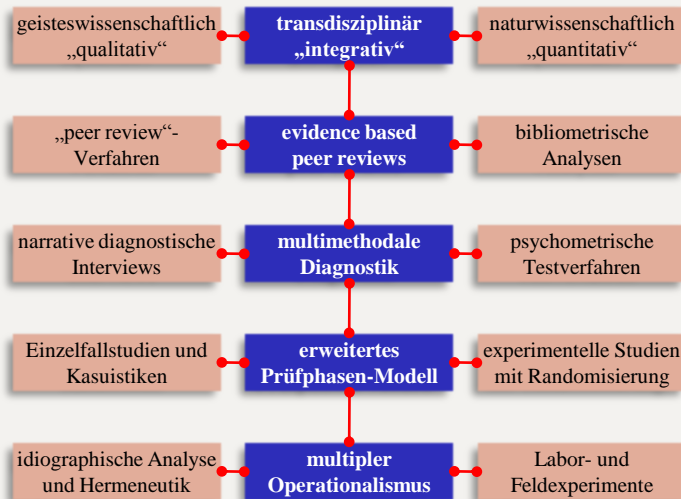 geisteswissenschaftlich
„qualitativ“
transdisziplinär
„integrativ“
naturwissenschaftlich
„quantitativ“
„peer review“-
Verfahren
evidence based
peer reviews
bibliometrische
Analysen
narrative diagnostische
Interviews
multimethodale
Diagnostik
psychometrische
Testverfahren
Einzelfallstudien und
Kasuistiken
erweitertes
Prüfphasen-Modell
experimentelle Studien
mit Randomisierung
idiographische Analyse
und Hermeneutik
multipler
Operationalismus
Labor- und
Feldexperimente